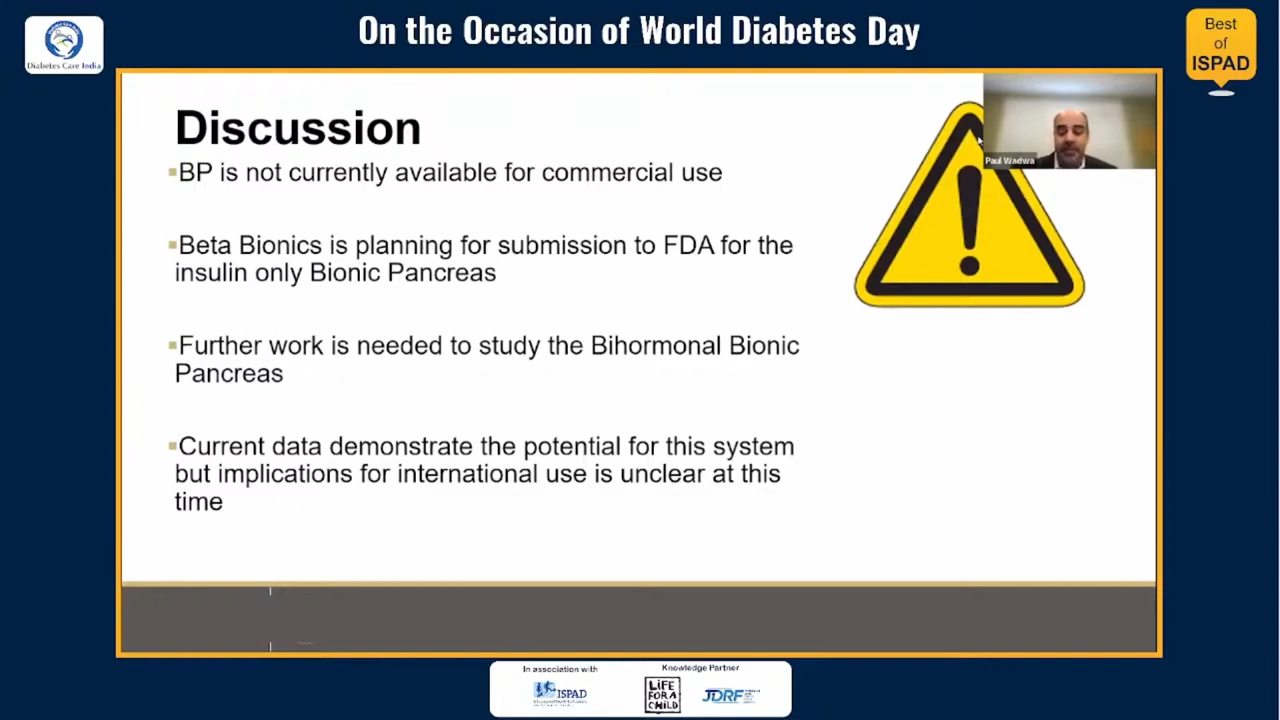 On the Occasion of World Diabetes Day
Diabetes Care India
Best
of
ISPAD
Discussion
▪BP is not currently available for commercial use
▪Beta Bionics is planning for submission to FDA for the
insulin only Bionic Pancreas
▪Further work is needed to study the Bihormonal Bionic
Pancreas
▪Current data demonstrate the potential for this system
but implications for international use is unclear at this
time
Paul Wadwa
In association with
ISPAD
Knowledge Partner
LiFE
FOR A
CHiLD
JDRF